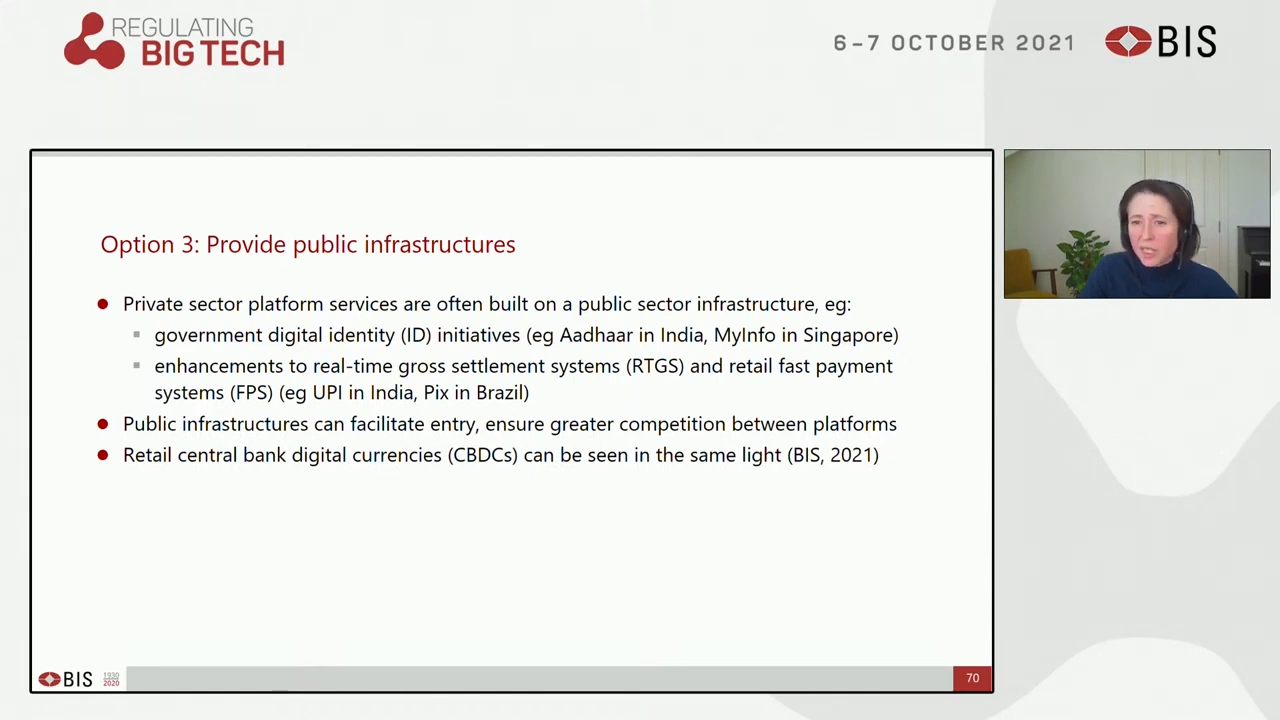 REGULATING
BIG TECH
6–7 OCTOBER 2021
BIS
Option 3: Provide public infrastructures
Private sector platform services are often built on a public sector infrastructure, eg:
government digital identity (ID) initiatives (eg Aadhaar in India, MyInfo in Singapore)
enhancements to real-time gross settlement systems (RTGS) and retail fast payment
systems (FPS) (eg UPI in India, Pix in Brazil)
Public infrastructures can facilitate entry, ensure greater competition between platforms
Retail central bank digital currencies (CBDCs) can be seen in the same light (BIS, 2021)
BIS
1930
2020
70